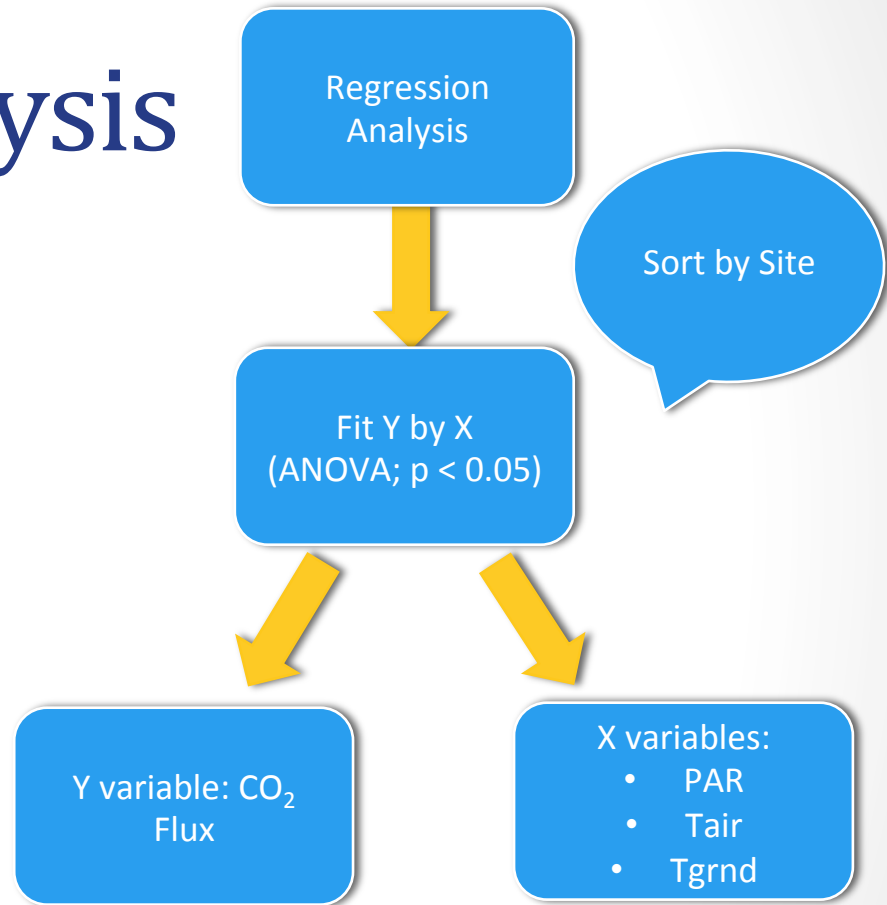 ysis
Regression
Analysis
Sort by Site
Fit Y by X
(ANOVA; p < 0.05)
Y variable: CO₂
Flux
X variables:
• PAR
• Tair
• Tgrnd